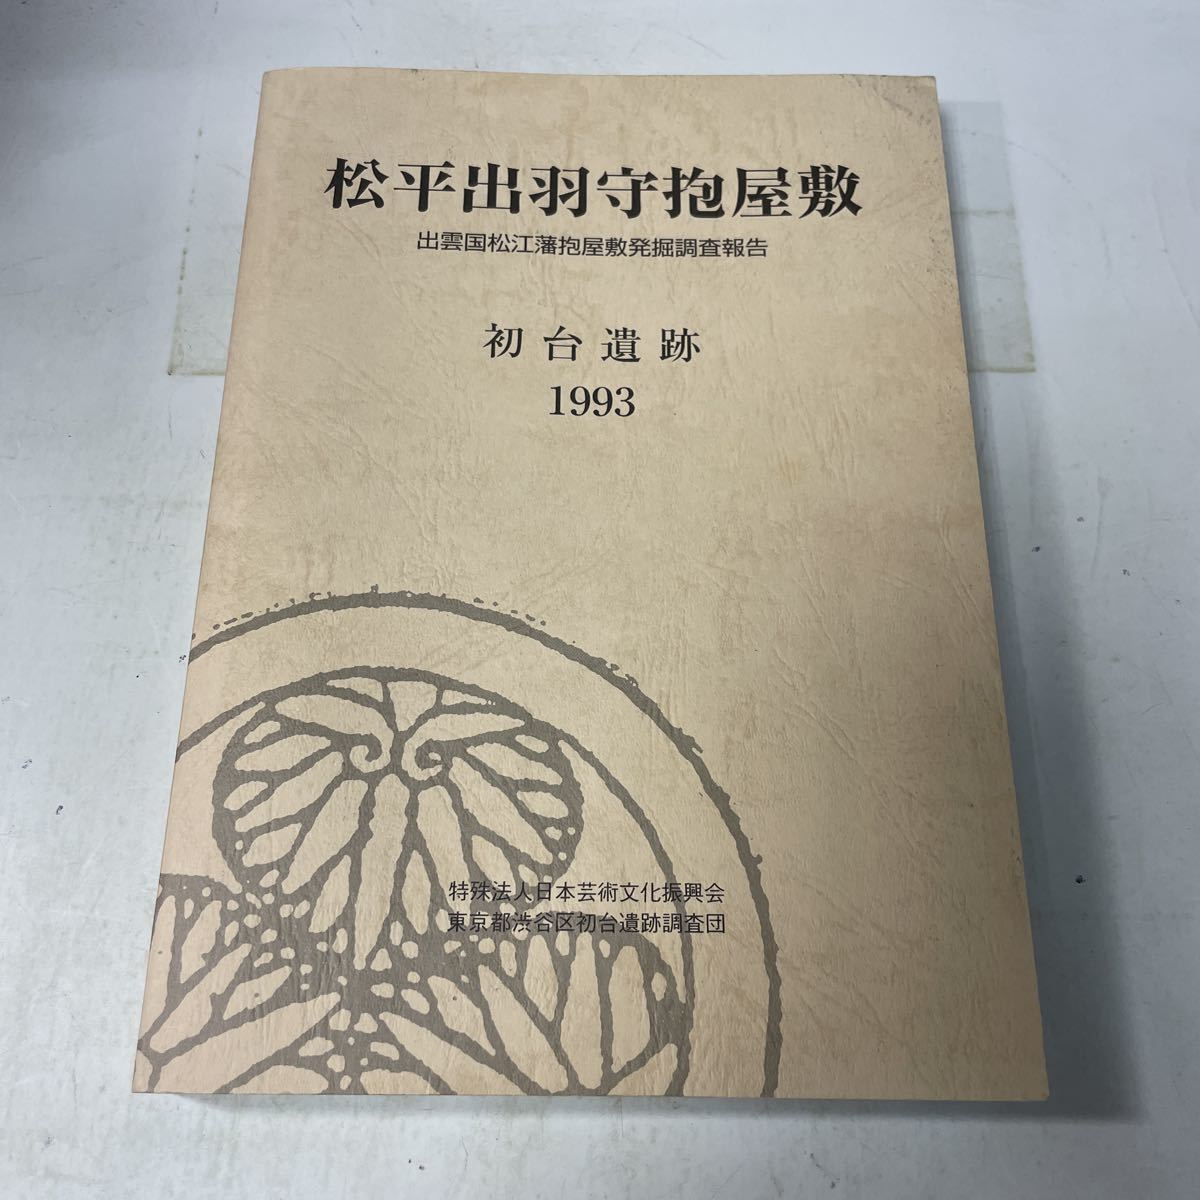 松平出羽守抱屋敷
出雲国松江藩抱屋敷発掘調査報告
初台遺跡
1993
特殊法人日本芸術文化振興会
東京都渋谷区初台遺跡調査団